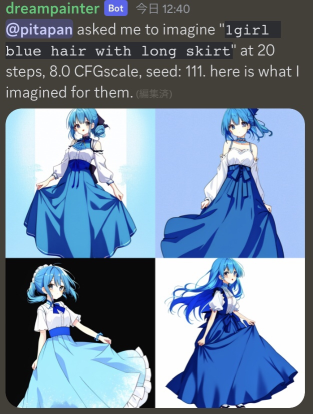 dreampainter Bot 今日 12:40
@pitapan asked me to imagine "1girl
blue hair with long skirt" at 20
steps, 8.0 CFGscale, seed: 111. here is what I
imagined for them. (編集済)